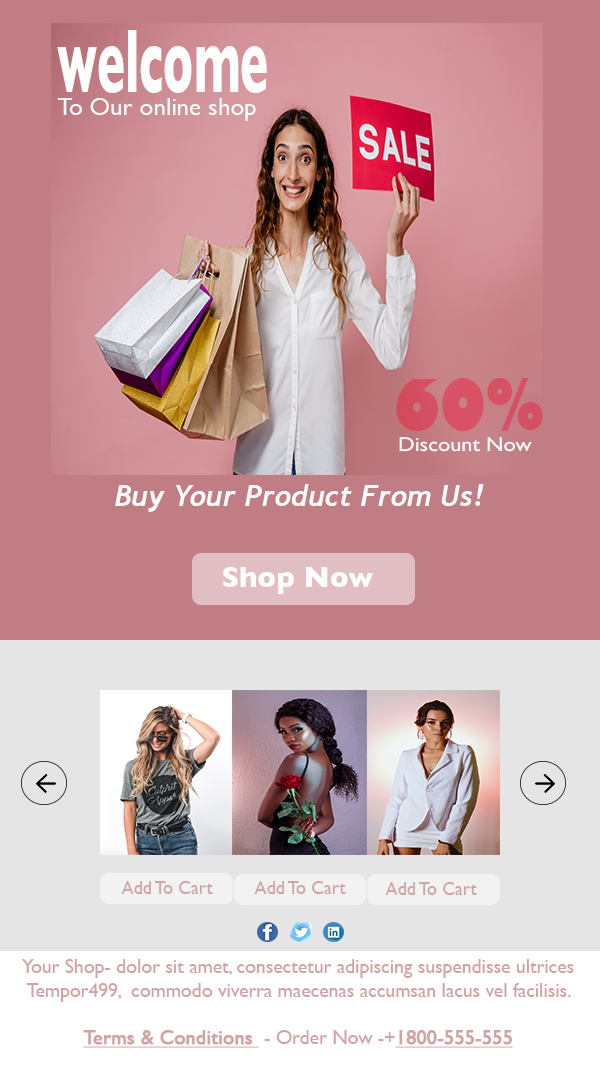 welcome
To Our online shop
SALE
60%
Discount Now
Buy Your Product From Us!
Shop Now
Culprit
Appar
Add To Cart
Add To Cart
Add To Cart
Your Shop- dolor sit amet, consectetur adipiscing suspendisse ultrices
Tempor499, commodo viverra maecenas accumsan lacus vel facilisis.
Terms & Conditions - Order Now -+1800-555-555